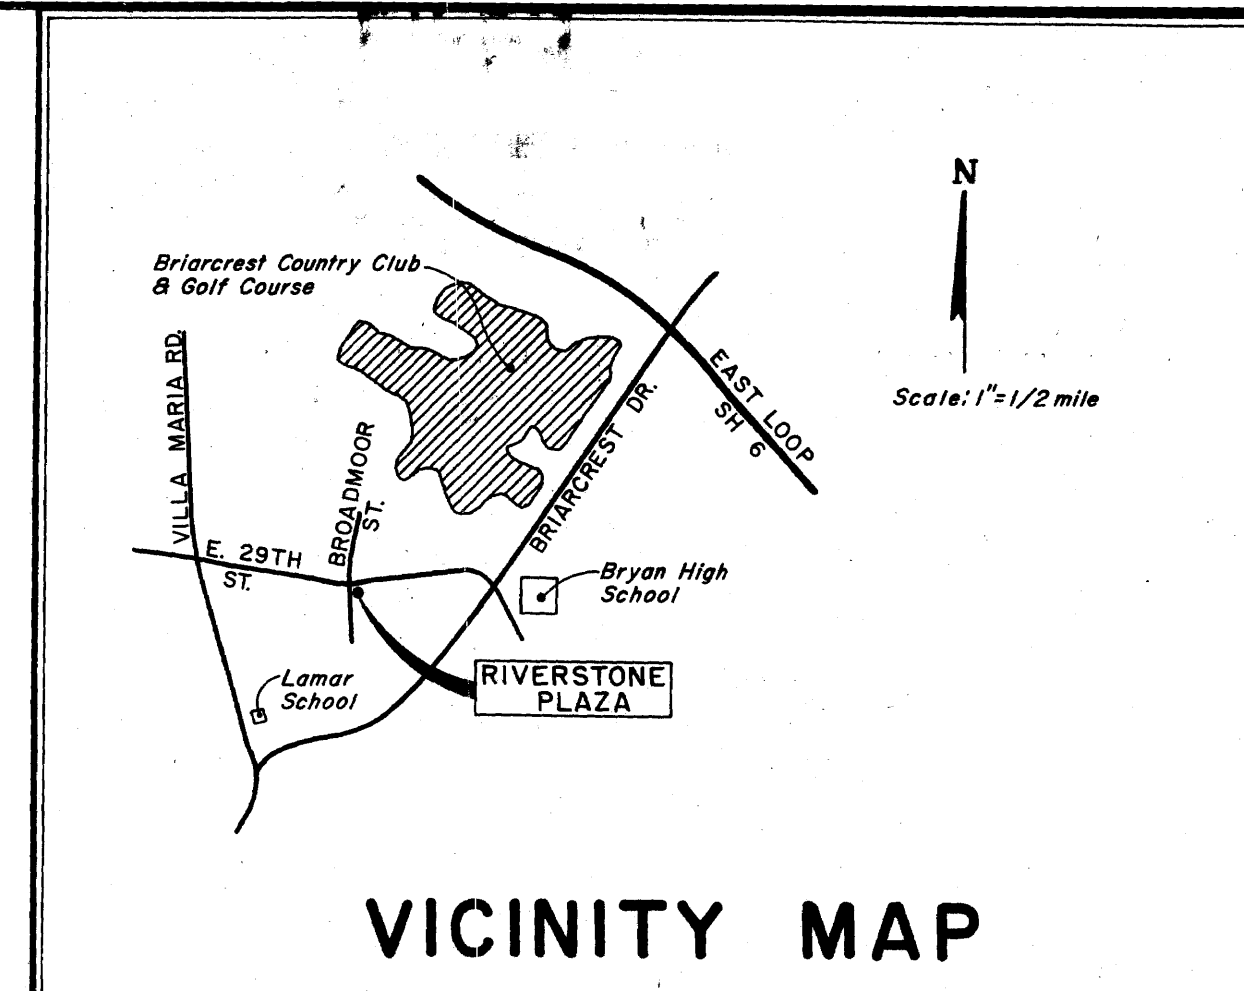 N
Briarcrest Country Club
& Golf Course
VILLA MARIA RD.
EAST LOOP
SH 6
Scale: 1"=1/2 mile
BRIARCREST DR.
BROADMOOR
ST.
E. 29TH
ST.
Bryan High
School
RIVERSTONE
PLAZA
Lamar
School
VICINITY MAP